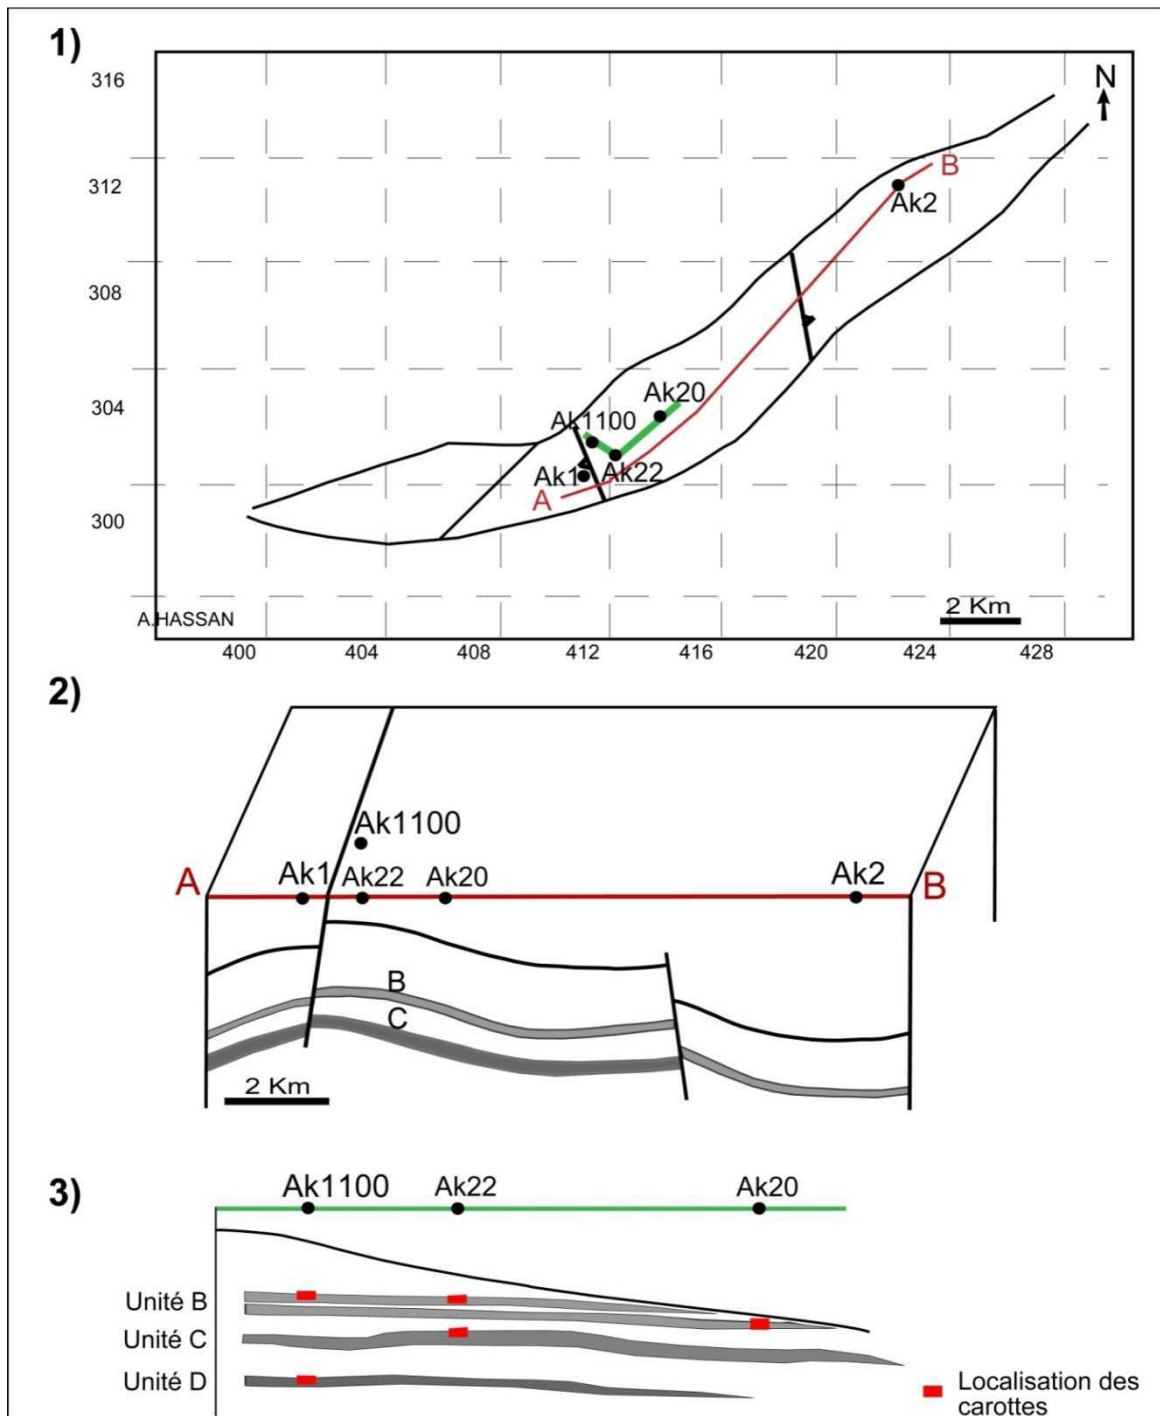 1)
316
N
312
B
Ak2
308
304
Ak20
Ak1100
Ak1
Ak22
A
300
2 Km
A.HASSAN
400 404 408 412 416 420 424 428
2)
Ak1100
A Ak1 Ak22 Ak20 Ak2 B
B
C
2 Km
3)
Ak1100 Ak22 Ak20
Unité B
Unité C
Unité D
Localisation des
carottes